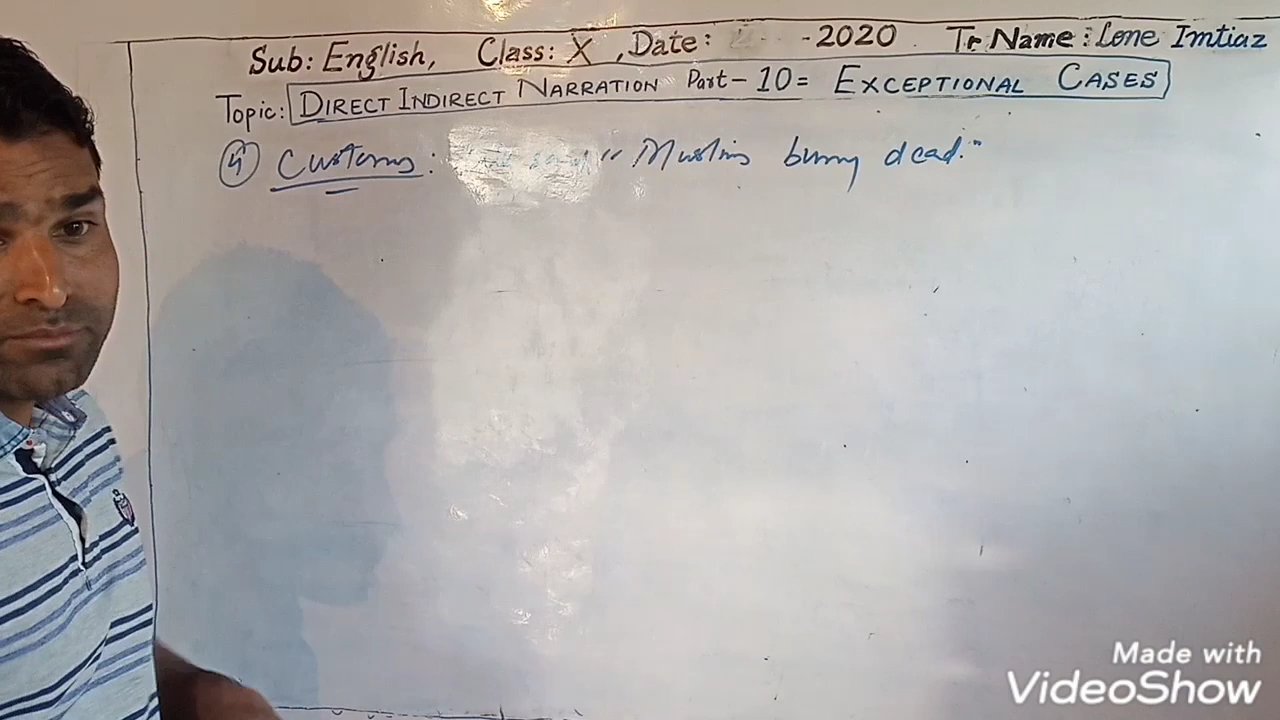 Sub: English, Class: X, Date: -2020 Tr Name: Lone Imtiaz
Topic: DIRECT INDIRECT NARRATION Part-10= EXCEPTIONAL CASES
4 Customs: "Muslims bury dead."
Made with
VideoShow